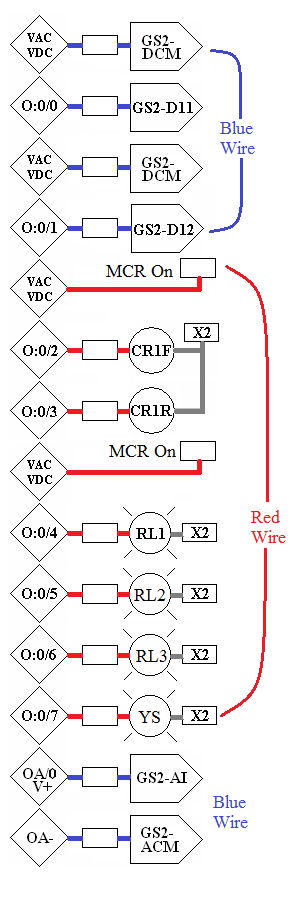 VAC
VDC
GS2-
DCM
O:0/0
GS2-D11
Blue
Wire
VAC
VDC
GS2-
DCM
O:0/1
GS2-D12
VAC
VDC
MCR On
O:0/2
CR1F
X2
O:0/3
CR1R
VAC
VDC
MCR On
Red
Wire
O:0/4
RL1
X2
O:0/5
RL2
X2
O:0/6
RL3
X2
O:0/7
YS
X2
OA/0
V+
GS2-AI
Blue
Wire
OA-
GS2-
ACM